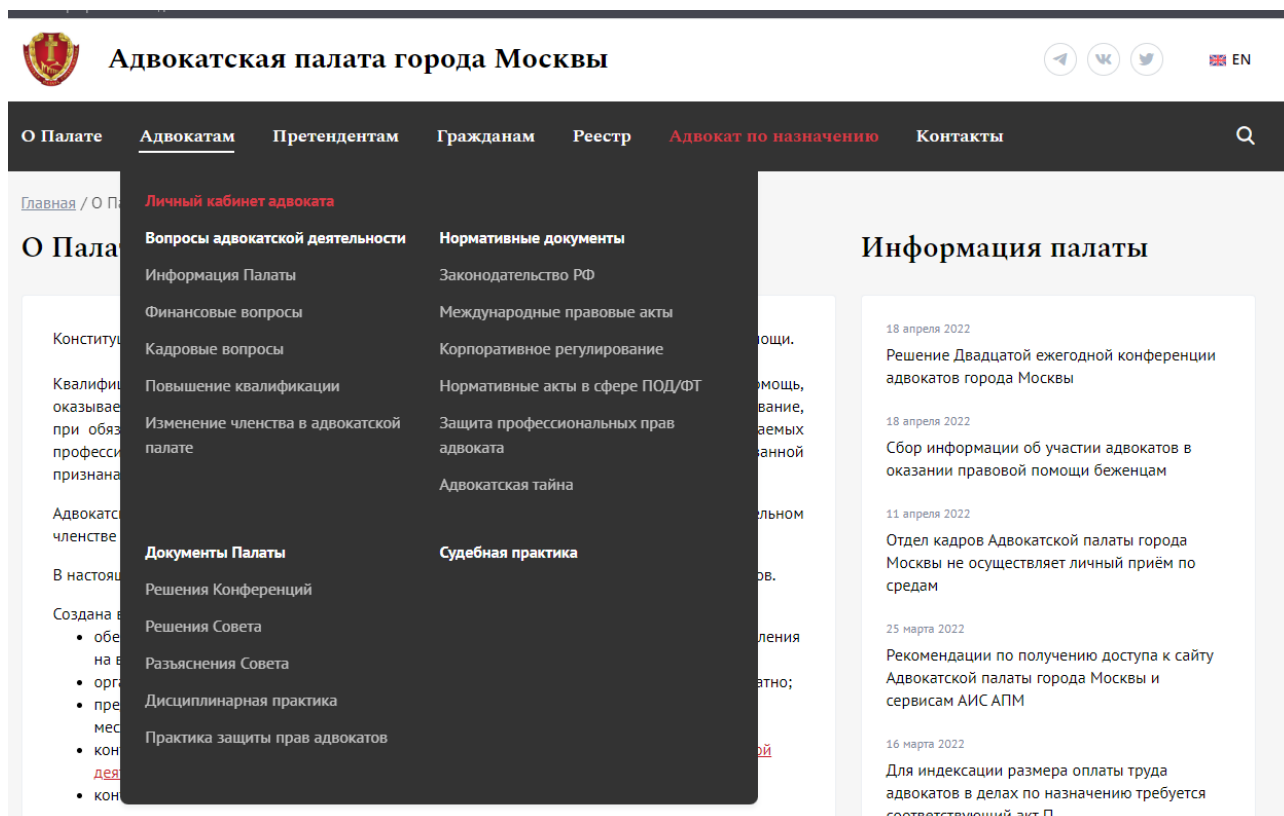 Адвокатская палата города Москвы
EN
О Палате Адвокатам Претендентам Гражданам Реестр Адвокат по назначению Контакты
Главная / О
Личный кабинет адвоката
Вопросы адвокатской деятельности
Информация Палаты
Финансовые вопросы
Кадровые вопросы
Повышение квалификации
Изменение членства в адвокатской
палате
Нормативные документы
Законодательство РФ
Международные правовые акты
Корпоративное регулирование
Нормативные акты в сфере ПОД/ФТ
Защита профессиональных прав
адвоката
Адвокатская тайна
Документы Палаты
Решения Конференций
Решения Совета
Разъяснения Совета
Дисциплинарная практика
Практика защиты прав адвокатов
Судебная практика
О
членстве
Информация палаты
18 апреля 2022
Решение Двадцатой ежегодной конференции
адвокатов города Москвы
18 апреля 2022
Сбор информации об участии адвокатов в
оказании правовой помощи беженцам
11 апреля 2022
Отдел кадров Адвокатской палаты города
Москвы не осуществляет личный приём по
средам
25 марта 2022
Рекомендации по получению доступа к сайту
Адвокатской палаты города Москвы и
сервисам АИС АПМ
16 марта 2022
Для индексации размера оплаты труда
адвокатов в делах по назначению требуется
соответствующий акт П